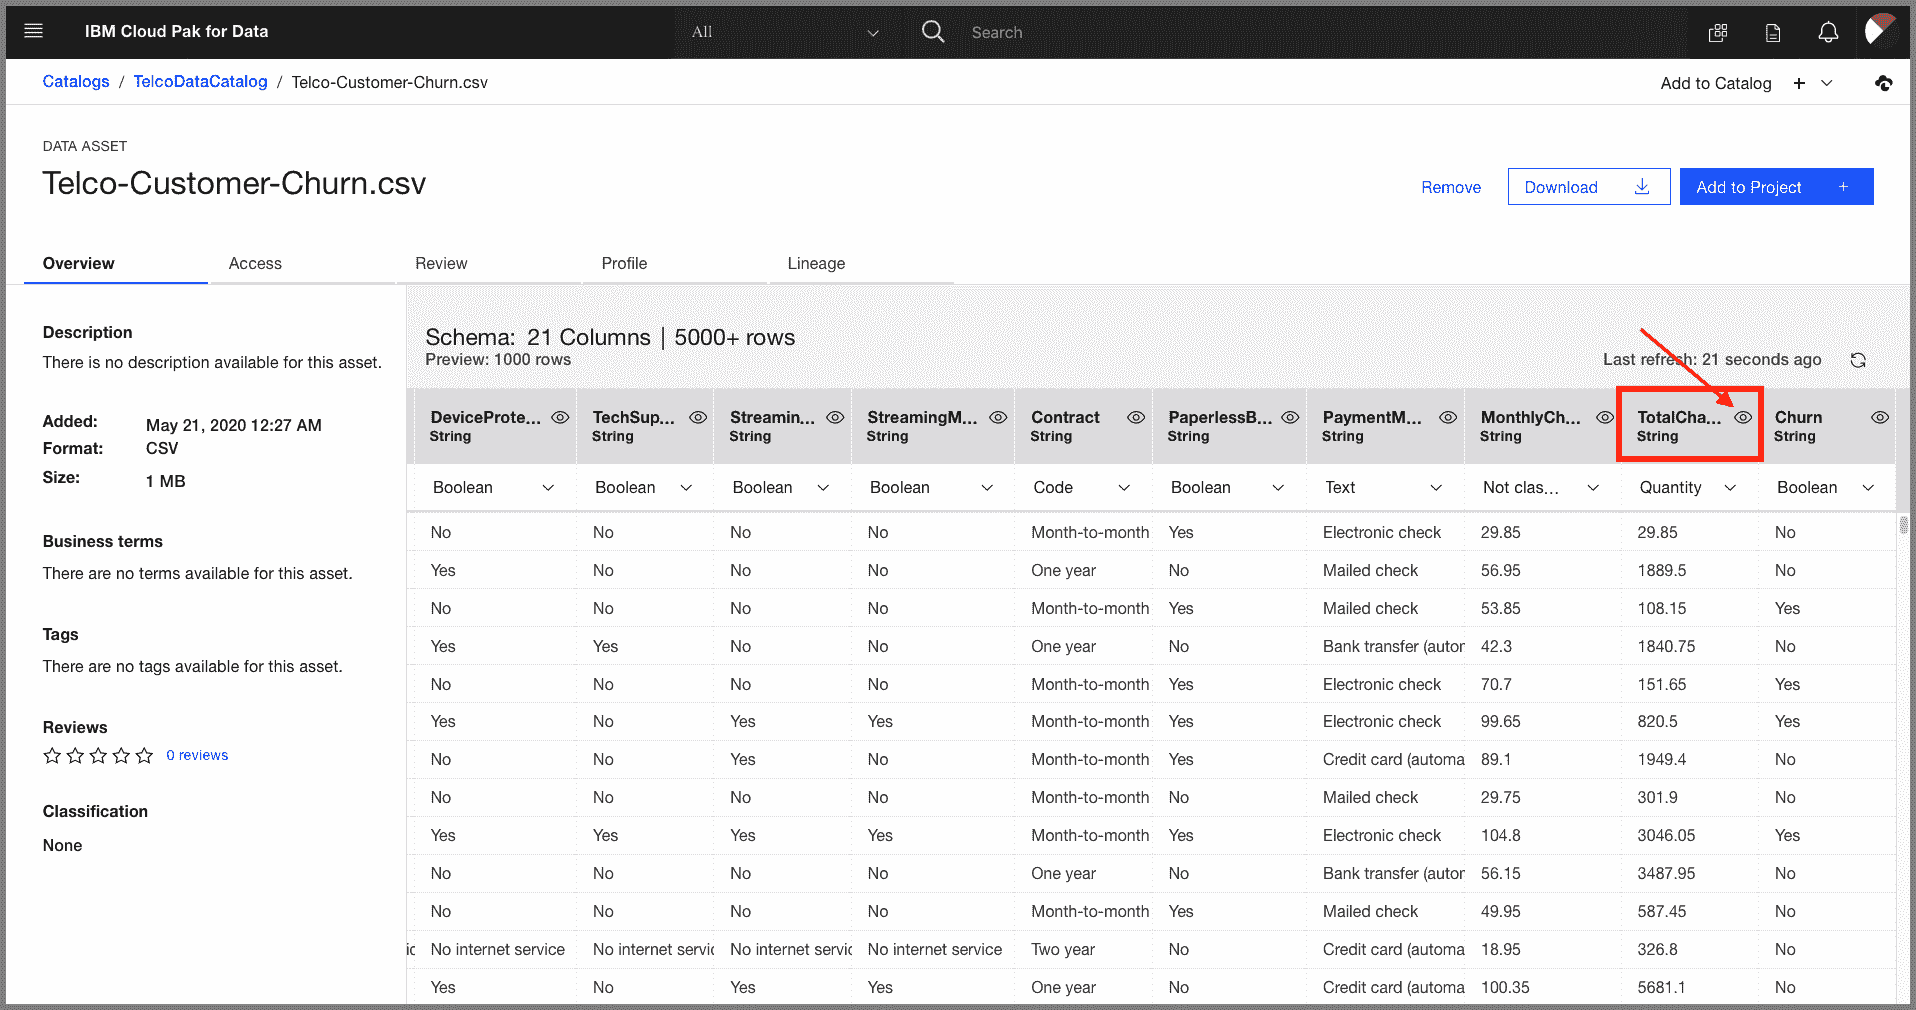 IBM Cloud Pak for Data
All
Search
Catalogs / TelcoDataCatalog / Telco-Customer-Churn.csv
Add to Catalog +
DATA ASSET
Telco-Customer-Churn.csv
Remove
Download
Add to Project +
Overview Access Review Profile Lineage
Description
There is no description available for this asset.
Added: May 21, 2020 12:27 AM
Format: CSV
Size: 1 MB
Business terms
There are no terms available for this asset.
Tags
There are no tags available for this asset.
Reviews
0 reviews
Classification
None
Schema: 21 Columns | 5000+ rows
Preview: 1000 rows
Last refresh: 21 seconds ago
DeviceProte... TechSup... Streamin... StreamingM... Contract PaperlessB... PaymentM... MonthlyCh... TotalCha... Churn
String String String String String String String String String String
Boolean Boolean Boolean Boolean Code Boolean Text Not clas... Quantity Boolean
No No No No Month-to-month Yes Electronic check 29.85 29.85 No
Yes No No No One year No Mailed check 56.95 1889.5 No
No No No No Month-to-month Yes Mailed check 53.85 108.15 Yes
Yes Yes No No One year No Bank transfer (autor 42.3 1840.75 No
No No No No Month-to-month Yes Electronic check 70.7 151.65 Yes
Yes No Yes Yes Month-to-month Yes Electronic check 99.65 820.5 Yes
No No Yes No Month-to-month Yes Credit card (automa 89.1 1949.4 No
No No No No Month-to-month No Mailed check 29.75 301.9 No
Yes Yes Yes Yes Month-to-month Yes Electronic check 104.8 3046.05 Yes
No No No No One year No Bank transfer (autor 56.15 3487.95 No
No No No No Month-to-month Yes Mailed check 49.95 587.45 No
ic No internet service No internet servic No internet servic No internet service Two year No Credit card (automa 18.95 326.8 No
Yes No Yes Yes One year No Credit card (automa 100.35 5681.1 No